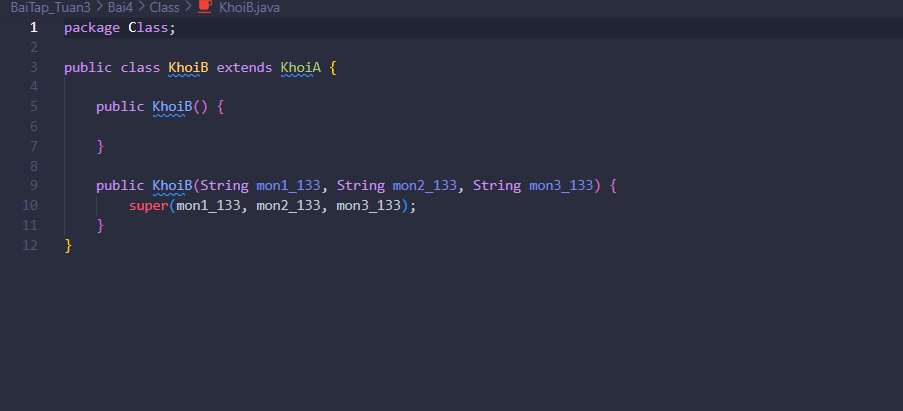 BaiTap_Tuan3 > Bai4 > Class > KhoiB.java
1 package Class;
2
3 public class KhoiB extends KhoiA {
4
5 public KhoiB() {
6
7 }
8
9 public KhoiB(String mon1_133, String mon2_133, String mon3_133) {
10 super(mon1_133, mon2_133, mon3_133);
11 }
12 }